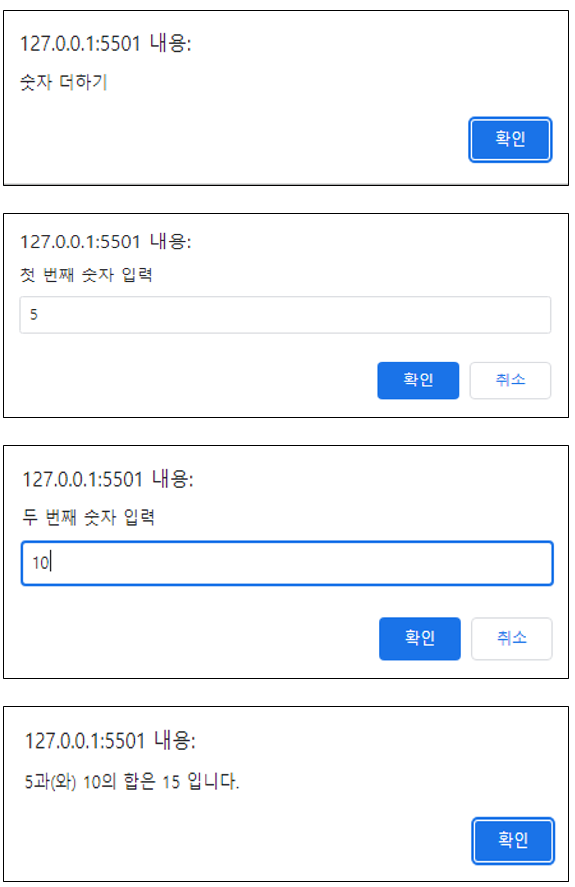 127.0.0.1:5501 내용:
숫자 더하기
확인
127.0.0.1:5501 내용:
첫 번째 숫자 입력
5
확인 취소
127.0.0.1:5501 내용:
두 번째 숫자 입력
10
확인 취소
127.0.0.1:5501 내용:
5과(와) 10의 합은 15 입니다.
확인